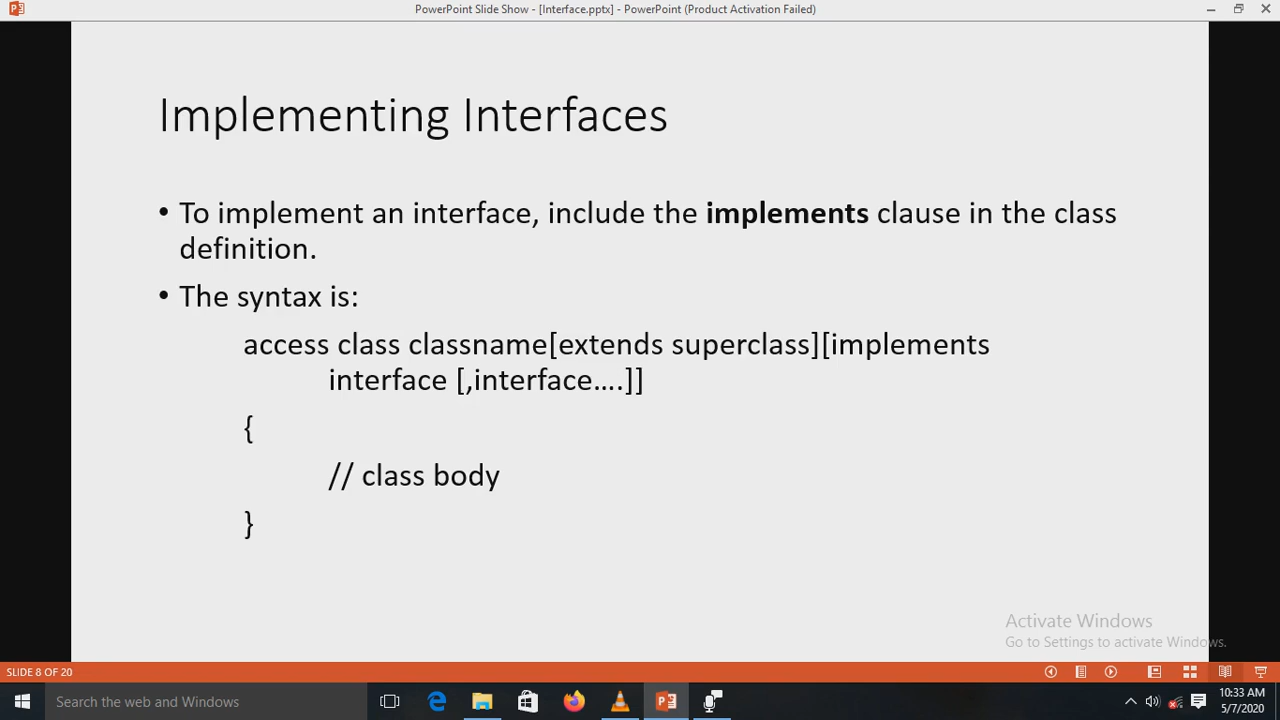 PowerPoint Slide Show - [Interface.pptx] - PowerPoint (Product Activation Failed)
Implementing Interfaces
• To implement an interface, include the implements clause in the class
definition.
• The syntax is:
access class classname[extends superclass][implements
interface [,interface....]]
{
// class body
}
Activate Windows
Go to Settings to activate Windows.
SLIDE 8 OF 20
Search the web and Windows
10:33 AM
5/7/2020